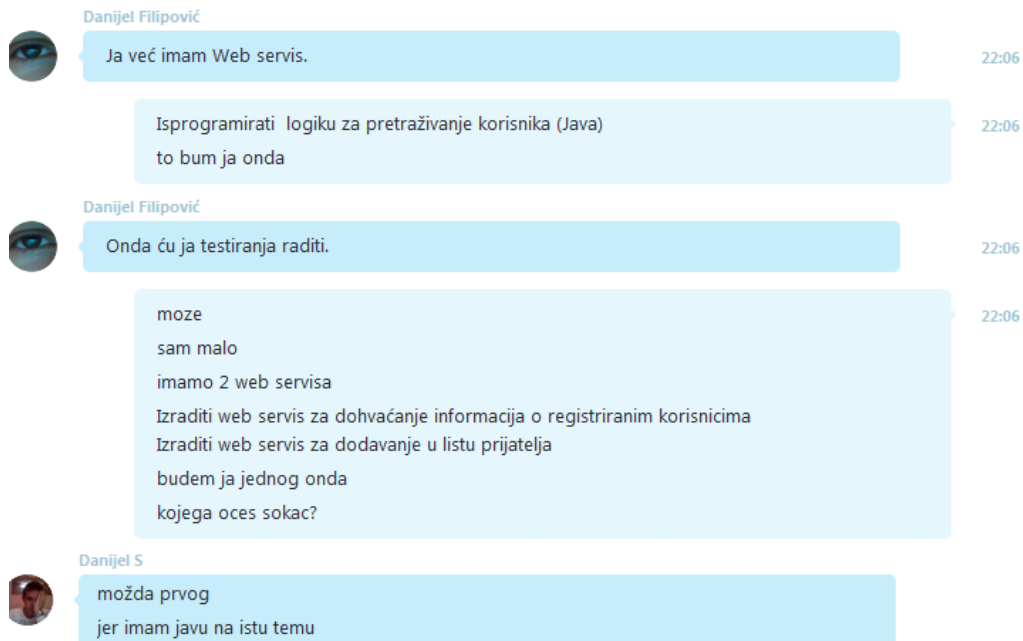 Danijel Filipović
Ja već imam Web servis.
22:06
Isprogramirati  logiku za pretraživanje korisnika (Java)
22:06
to bum ja onda
Danijel Filipović
Onda ću ja testiranja raditi.
22:06
moze
22:06
sam malo
imamo 2 web servisa
Izraditi web servis za dohvaćanje informacija o registriranim korisnicima
Izraditi web servis za dodavanje u listu prijatelja
budem ja jednog onda
kojega oces sokac?
Danijel S
možda prvog
jer imam javu na istu temu